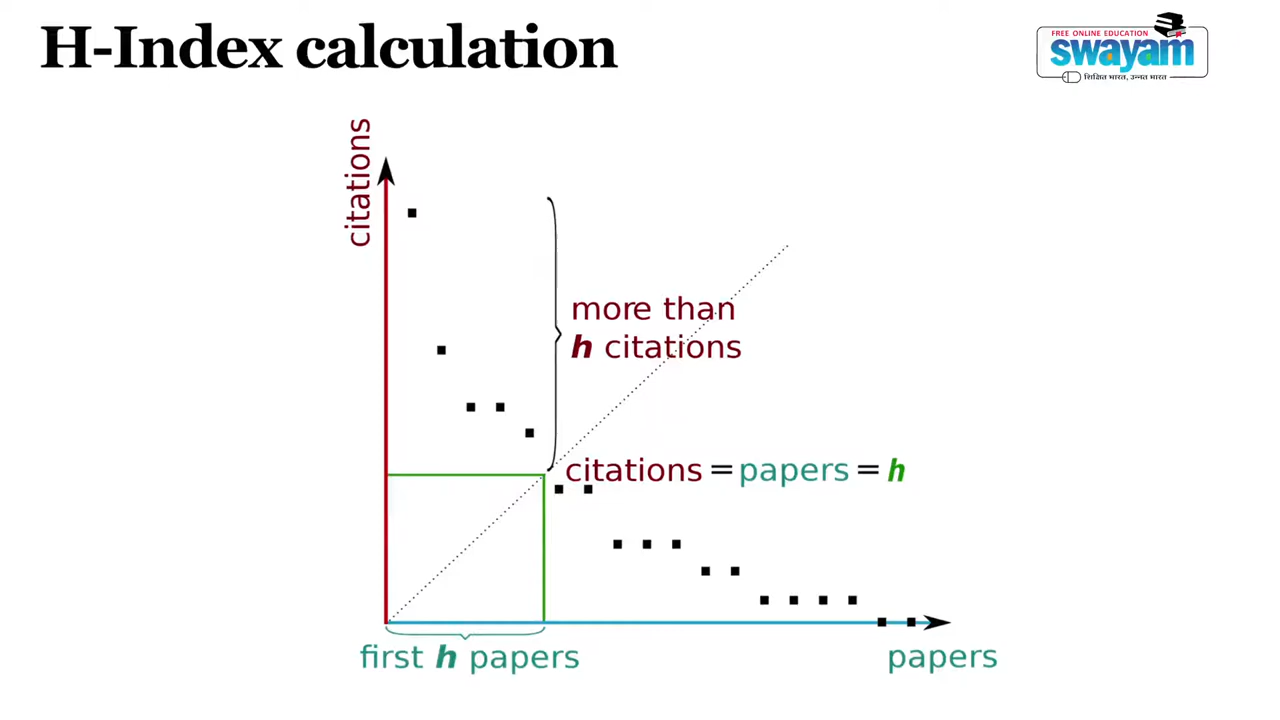 H-Index calculation
FREE ONLINE EDUCATION
swayam
शिक्षित भारत, उन्नत भारत
citations
more than
h citations
citations = papers = h
first h papers
papers